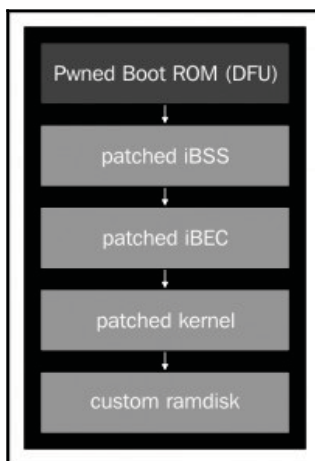 Pwned Boot ROM (DFU)
patched iBSS
patched iBEC
patched kernel
custom ramdisk